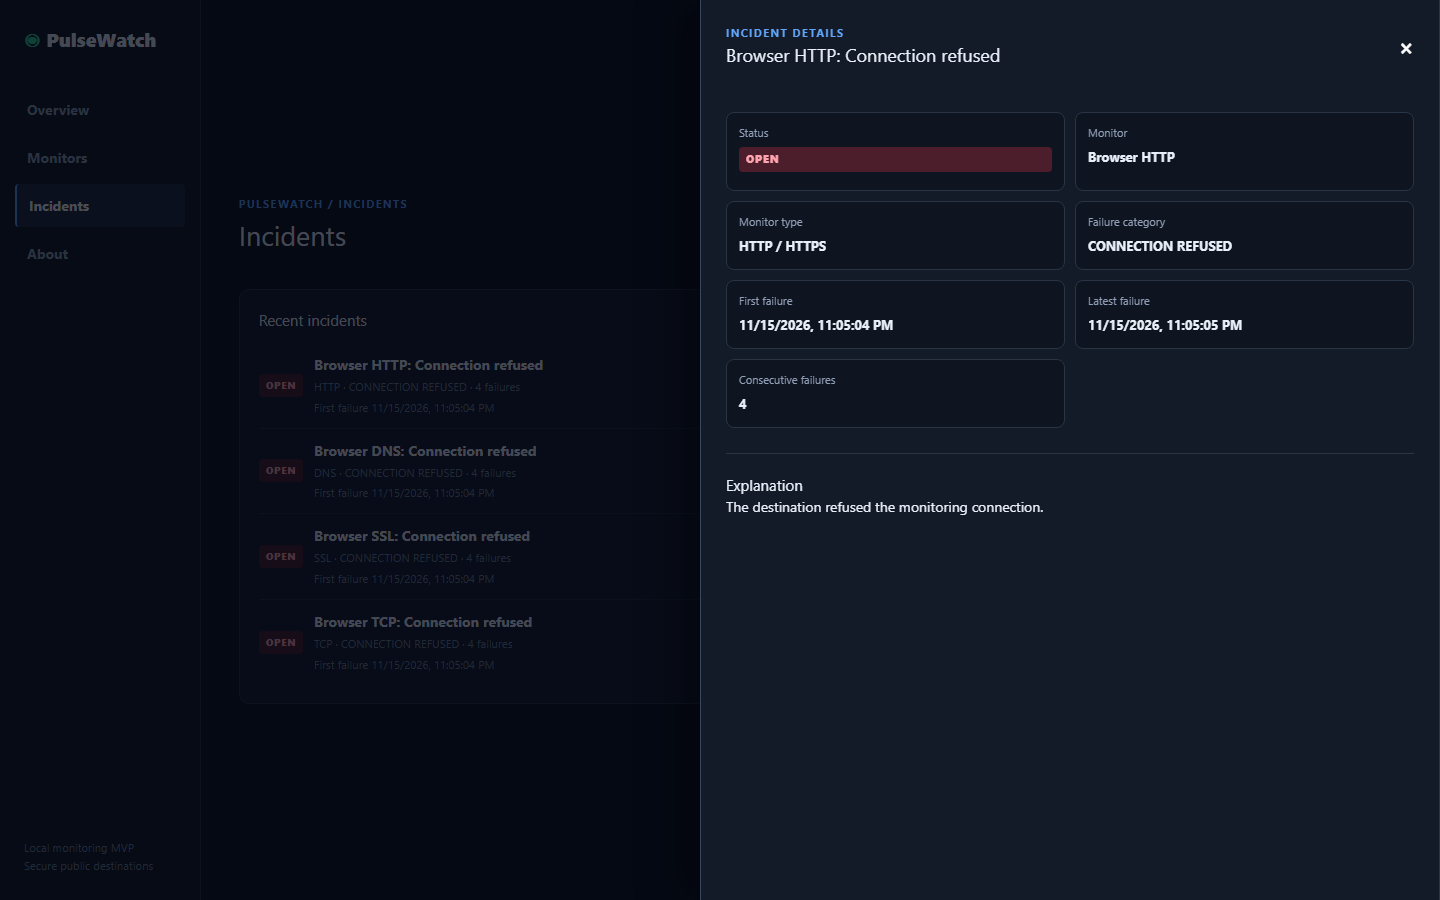 PulseWatch
Overview
Monitors
Incidents
About
Local monitoring MVP
Secure public destinations
PULSEWATCH / INCIDENTS
Incidents
Recent incidents
OPEN
Browser HTTP: Connection refused
HTTP · CONNECTION REFUSED · 4 failures
First failure 11/15/2026, 11:05:04 PM
OPEN
Browser DNS: Connection refused
DNS · CONNECTION REFUSED · 4 failures
First failure 11/15/2026, 11:05:04 PM
OPEN
Browser SSL: Connection refused
SSL · CONNECTION REFUSED · 4 failures
First failure 11/15/2026, 11:05:04 PM
OPEN
Browser TCP: Connection refused
TCP · CONNECTION REFUSED · 4 failures
First failure 11/15/2026, 11:05:04 PM
INCIDENT DETAILS
Browser HTTP: Connection refused
×
Status
OPEN
Monitor
Browser HTTP
Monitor type
HTTP / HTTPS
Failure category
CONNECTION REFUSED
First failure
11/15/2026, 11:05:04 PM
Latest failure
11/15/2026, 11:05:05 PM
Consecutive failures
4
Explanation
The destination refused the monitoring connection.